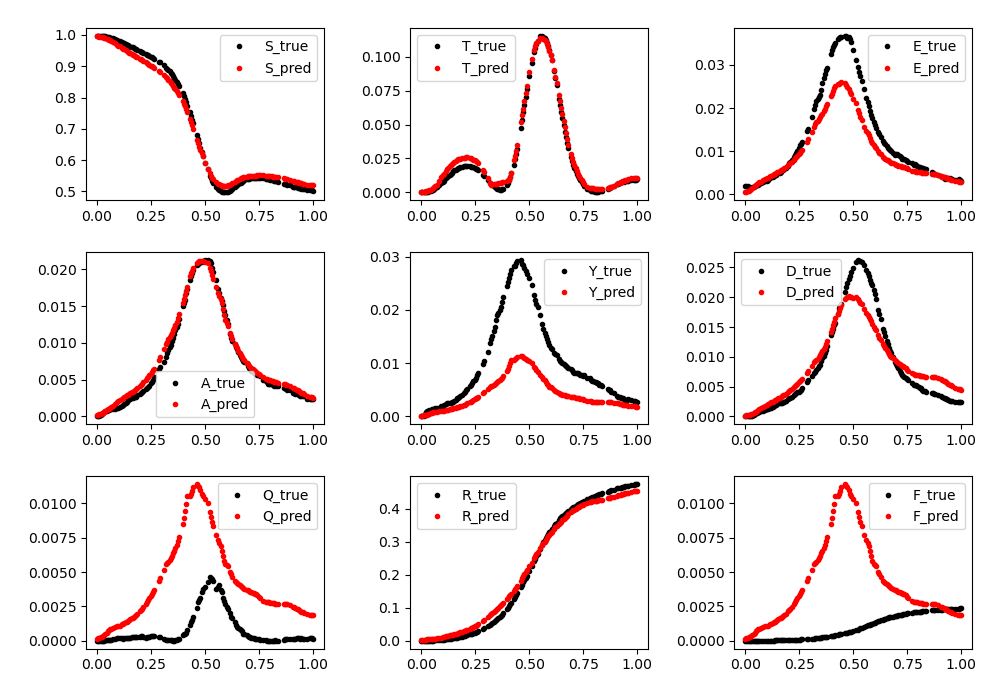 1.0
0.9
0.8
0.7
0.6
0.5
0.00 0.25 0.50 0.75 1.00
S_true
S_pred
0.100
0.075
0.050
0.025
0.000
0.00 0.25 0.50 0.75 1.00
T_true
T_pred
0.03
0.02
0.01
0.00
0.00 0.25 0.50 0.75 1.00
E_true
E_pred
0.020
0.015
0.010
0.005
0.000
0.00 0.25 0.50 0.75 1.00
A_true
A_pred
0.03
0.02
0.01
0.00
0.00 0.25 0.50 0.75 1.00
Y_true
Y_pred
0.025
0.020
0.015
0.010
0.005
0.000
0.00 0.25 0.50 0.75 1.00
D_true
D_pred
0.0100
0.0075
0.0050
0.0025
0.0000
0.00 0.25 0.50 0.75 1.00
Q_true
Q_pred
0.4
0.3
0.2
0.1
0.0
0.00 0.25 0.50 0.75 1.00
R_true
R_pred
0.0100
0.0075
0.0050
0.0025
0.0000
0.00 0.25 0.50 0.75 1.00
F_true
F_pred